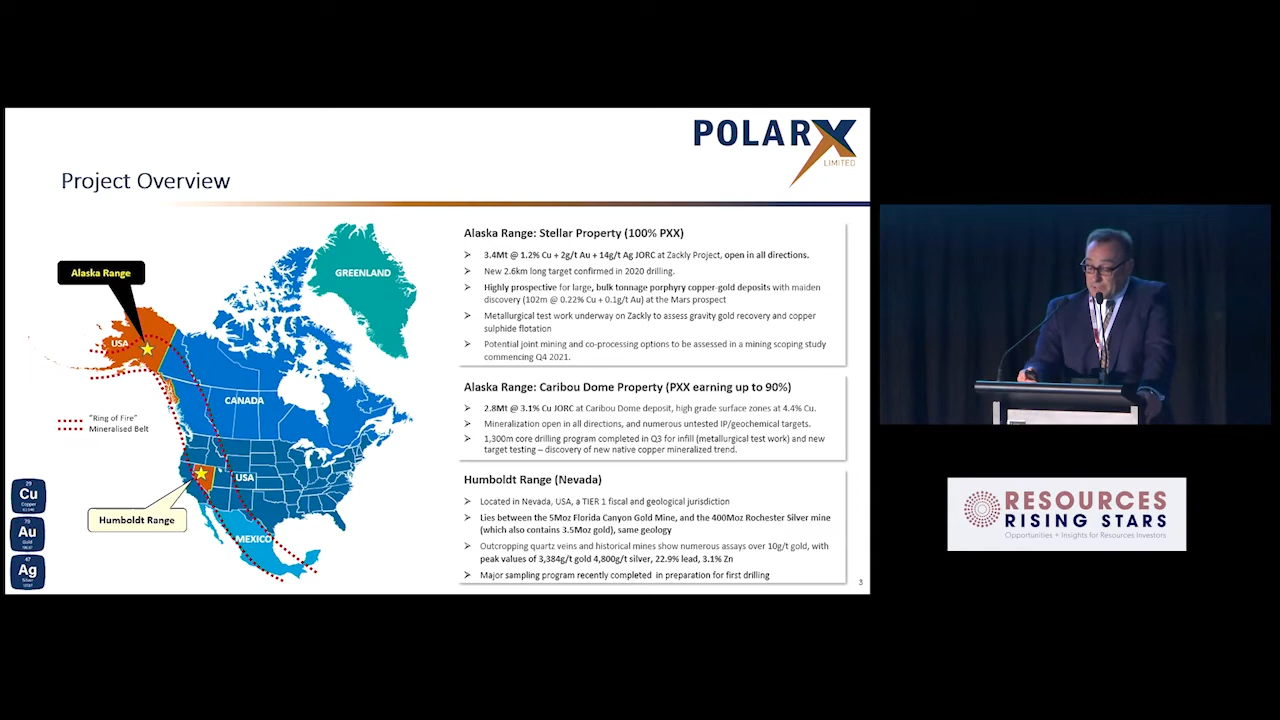 POLARX
LIMITED
Project Overview
Alaska Range
GREENLAND
USA
CANADA
"Ring of Fire"
Mineralised Belt
USA
Humboldt Range
MEXICO
29
Cu
Copper
79
Au
Gold
47
Ag
Silver
Alaska Range: Stellar Property (100% PXX)
➢ 3.4Mt @ 1.2% Cu + 2g/t Au + 14g/t Ag JORC at Zackly Project, open in all directions.
➢ New 2.6km long target confirmed in 2020 drilling.
➢ Highly prospective for large, bulk tonnage porphyry copper-gold deposits with maiden
discovery (102m @ 0.22% Cu + 0.1g/t Au) at the Mars prospect
➢ Metallurgical test work underway on Zackly to assess gravity gold recovery and copper
sulphide flotation
➢ Potential joint mining and co-processing options to be assessed in a mining scoping study
commencing Q4 2021.
Alaska Range: Caribou Dome Property (PXX earning up to 90%)
➢ 2.8Mt @ 3.1% Cu JORC at Caribou Dome deposit, high grade surface zones at 4.4% Cu.
➢ Mineralization open in all directions, and numerous untested IP/geochemical targets.
➢ 1,300m core drilling program completed in Q3 for infill (metallurgical test work) and new
target testing – discovery of new native copper mineralized trend.
Humboldt Range (Nevada)
➢ Located in Nevada, USA, a TIER 1 fiscal and geological jurisdiction
➢ Lies between the 5Moz Florida Canyon Gold Mine, and the 400Moz Rochester Silver mine
(which also contains 3.5Moz gold), same geology
➢ Outcropping quartz veins and historical mines show numerous assays over 10g/t gold, with
peak values of 3,384g/t gold 4,800g/t silver, 22.9% lead, 3.1% Zn
➢ Major sampling program recently completed in preparation for first drilling
3
RESOURCES
RISING STARS
Opportunities + Insights for Resources Investors